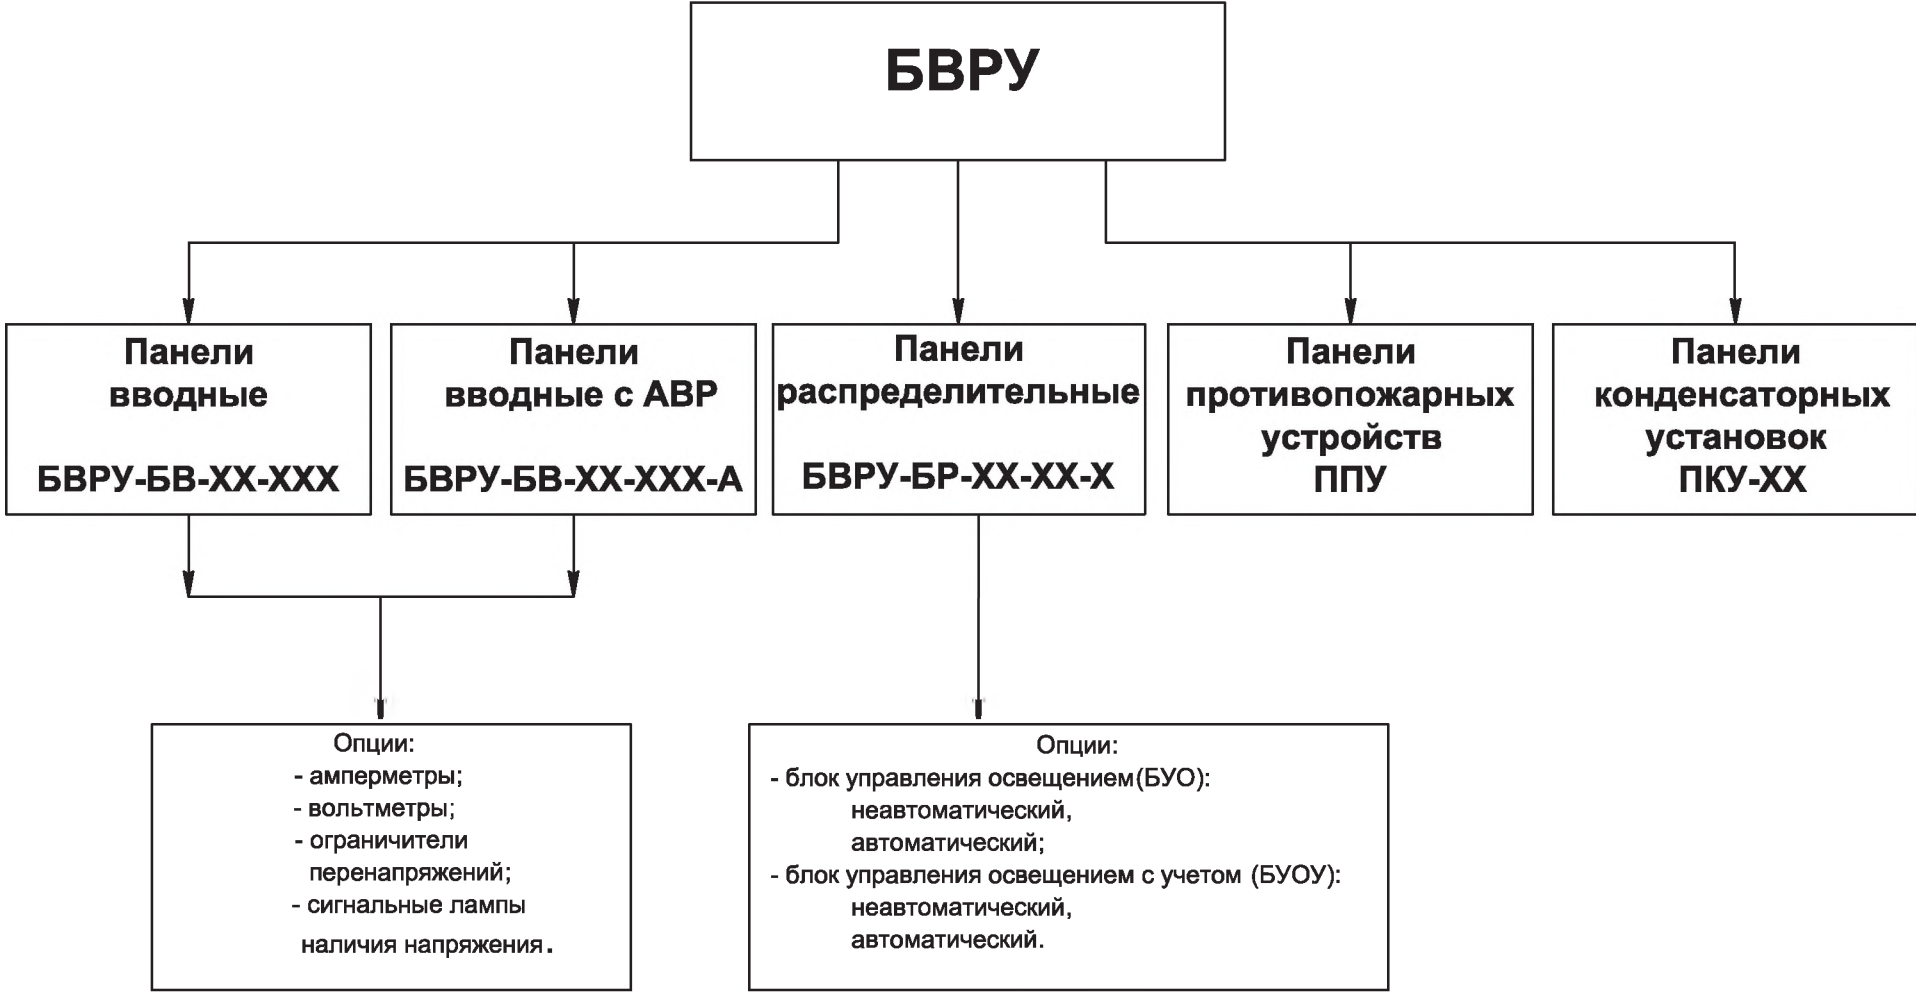 БВРУ
Панели
вводные
БВРУ-БВ-ХХ-ХХХ
Панели
вводные с АВР
БВРУ-БВ-ХХ-ХХХ-А
Панели
распределительные
БВРУ-БР-ХХ-ХХ-Х
Панели
противопожарных
устройств
ППУ
Панели
конденсаторных
установок
ПКУ-ХХ
Опции:
- амперметры;
- вольтметры;
- ограничители
перенапряжений;
- сигнальные лампы
наличия напряжения.
Опции:
- блок управления освещением(БУО):
неавтоматический,
автоматический;
- блок управления освещением с учетом (БУОУ):
неавтоматический,
автоматический.